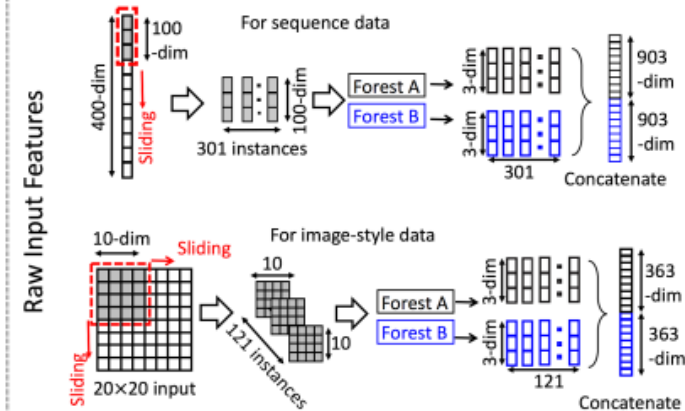 Raw Input Features
For sequence data
100
-dim
400-dim
Sliding
301 instances
100-dim
Forest A
Forest B
3-dim
3-dim
301
903
-dim
903
-dim
Concatenate
For image-style data
10-dim
Sliding
Sliding
20×20 input
10
10
121 instances
Forest A
Forest B
3-dim
3-dim
121
363
-dim
363
-dim
Concatenate